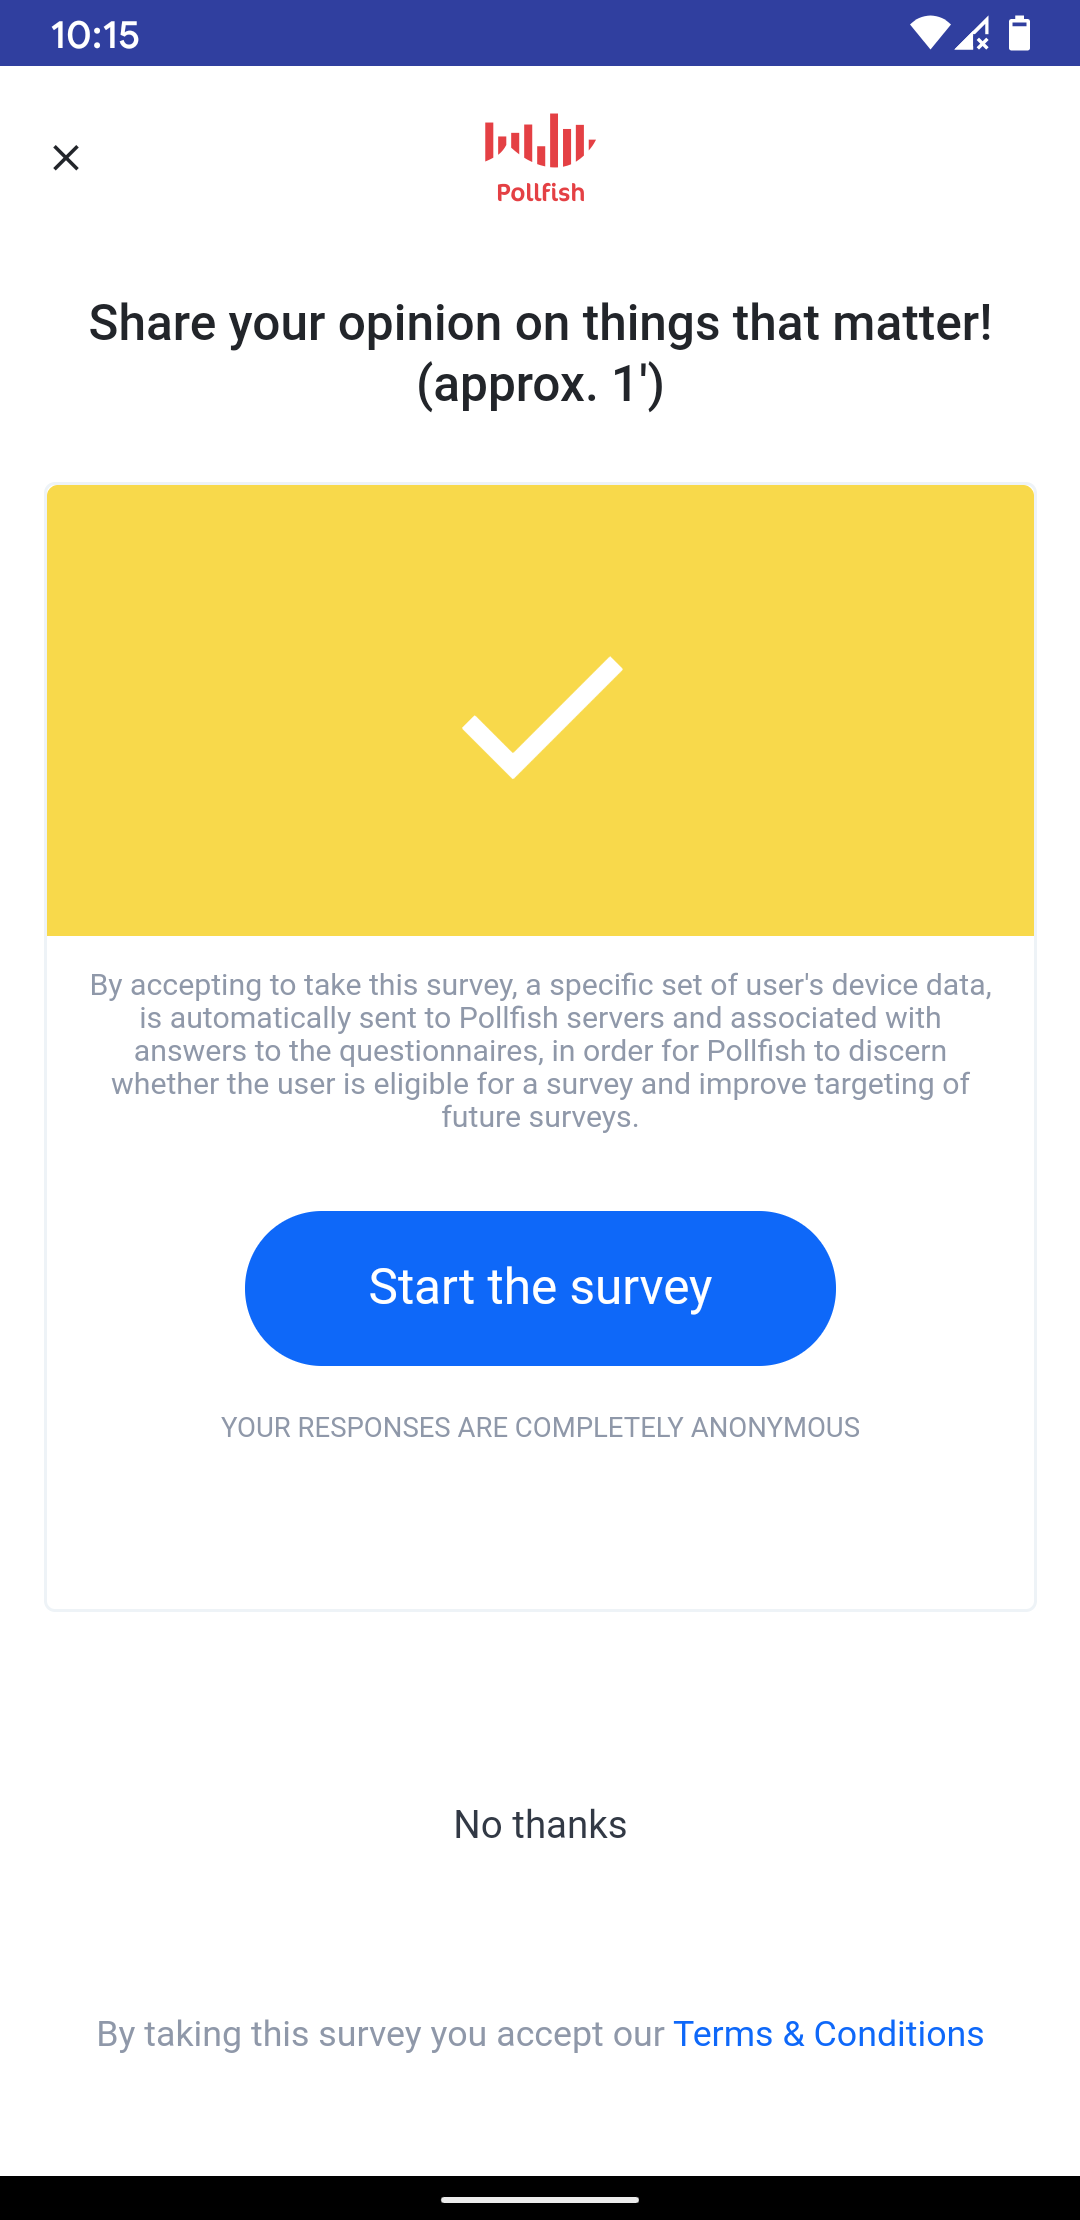 10:15
Pollfish
Share your opinion on things that matter!
(approx. 1')
By accepting to take this survey, a specific set of user's device data,
is automatically sent to Pollfish servers and associated with
answers to the questionnaires, in order for Pollfish to discern
whether the user is eligible for a survey and improve targeting of
future surveys.
Start the survey
YOUR RESPONSES ARE COMPLETELY ANONYMOUS
No thanks
By taking this survey you accept our Terms & Conditions